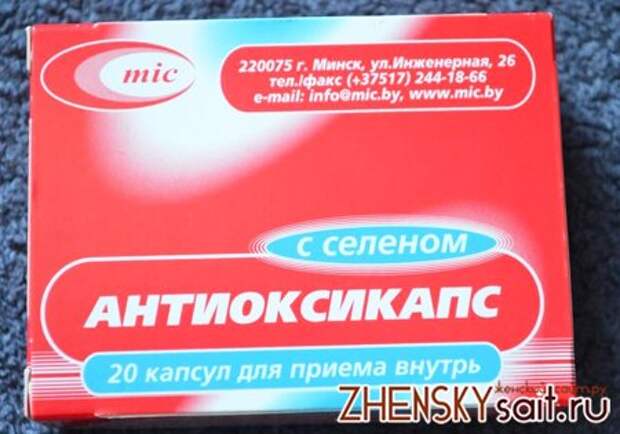 mic
220075 г. Минск, ул.Инженерная, 26
тел./факс (+37517) 244-18-66
e-mail: info@mic.by, www.mic.by
с селеном
АНТИОКСИКАПС
20 капсул для приема внутрь
ZHENSKYsait.ru